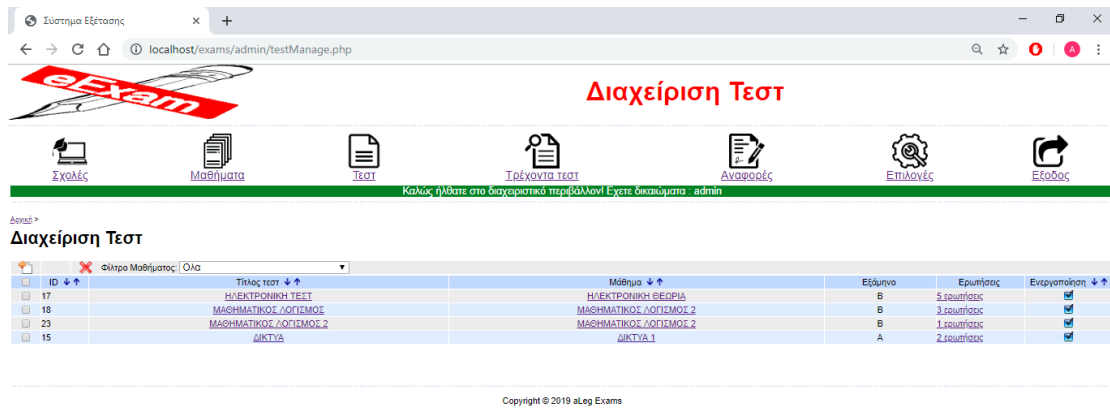 Σύστημα Εξέτασης
localhost/exams/admin/testManage.php
A
eExam
Διαχείριση Τεστ
Σχολές Μαθήματα Τεστ Τρέχοντα τεστ Αναφορές Επιλογές Εξοδος
Καλώς ήλθατε στο διαχειριστικό περιβάλλον! Εχετε δικαιώματα : admin
Αρχική >
Διαχείριση Τεστ
Φίλτρο Μαθήματος: Ολα
ID Τίτλος τεστ Μάθημα Εξάμηνο Ερωτήσεις Ενεργοποίηση
17 ΗΛΕΚΤΡΟΝΙΚΗ ΤΕΣΤ ΗΛΕΚΤΡΟΝΙΚΗ ΘΕΩΡΙΑ Β 5 ερωτήσεις
18 ΜΑΘΗΜΑΤΙΚΟΣ ΛΟΓΙΣΜΟΣ ΜΑΘΗΜΑΤΙΚΟΣ ΛΟΓΙΣΜΟΣ 2 Β 3 ερωτήσεις
23 ΜΑΘΗΜΑΤΙΚΟΣ ΛΟΓΙΣΜΟΣ 2 ΜΑΘΗΜΑΤΙΚΟΣ ΛΟΓΙΣΜΟΣ 2 Β 1 ερωτήσεις
15 ΔΙΚΤΥΑ ΔΙΚΤΥΑ 1 Α 2 ερωτήσεις
Copyright © 2019 aLeg Exams